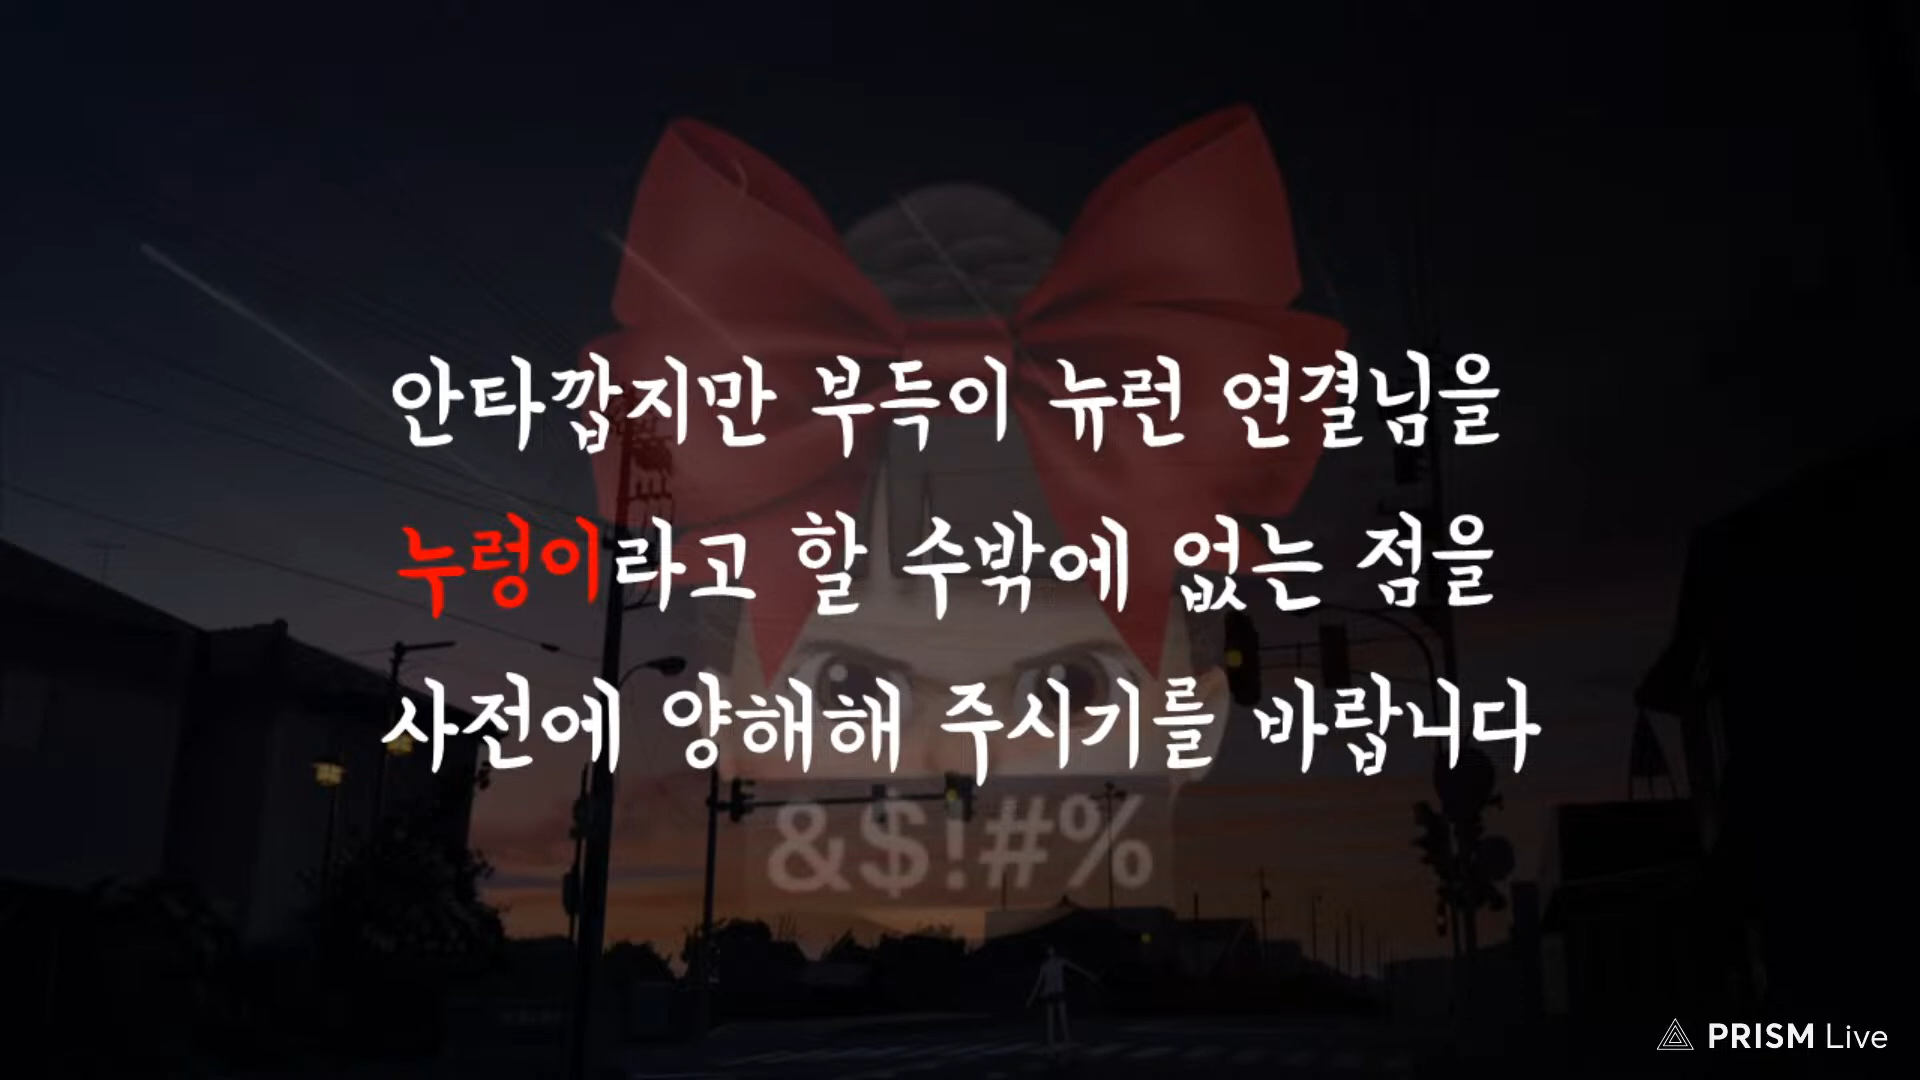 안타깝지만 부득이 뉴런 연결님을
누렁이라고 할 수밖에 없는 점을
사전에 양해해 주시기를 바랍니다
&$!#%
PRISM Live